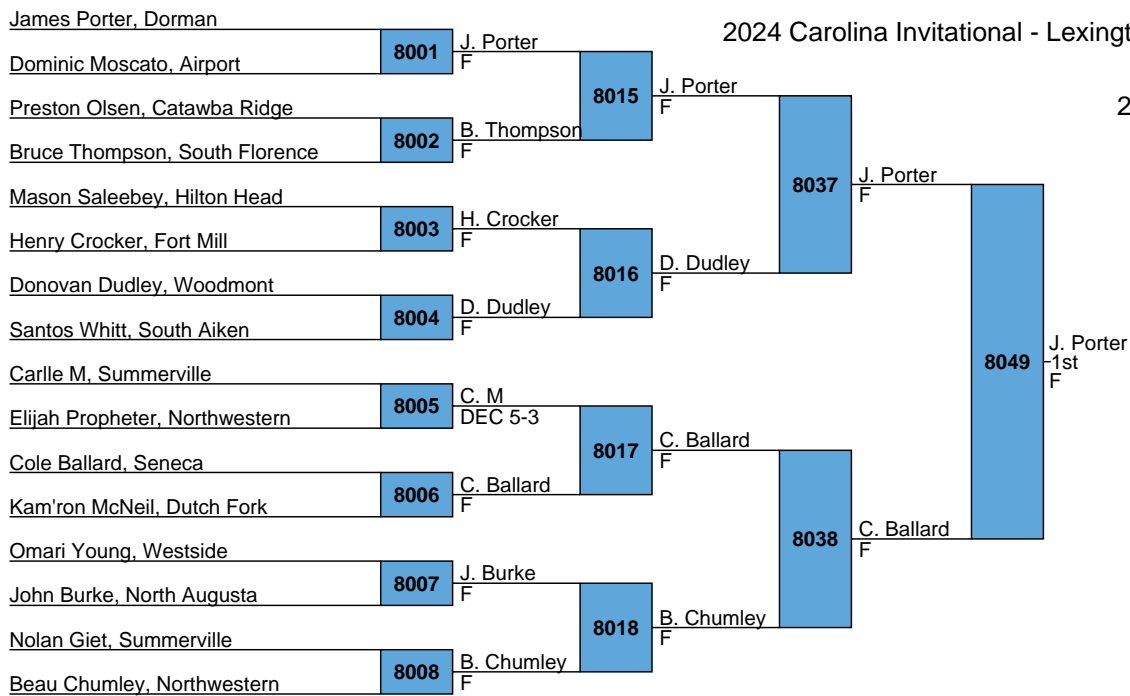 2024 Carolina Invitational - Lexingt
2
James Porter, Dorman
Dominic Moscato, Airport
Preston Olsen, Catawba Ridge
Bruce Thompson, South Florence
Mason Saleebey, Hilton Head
Henry Crocker, Fort Mill
Donovan Dudley, Woodmont
Santos Whitt, South Aiken
Carlle M, Summerville
Elijah Propheter, Northwestern
Cole Ballard, Seneca
Kam'ron McNeil, Dutch Fork
Omari Young, Westside
John Burke, North Augusta
Nolan Giet, Summerville
Beau Chumley, Northwestern
8001
8002
8003
8004
8005
8006
8007
8008
J. Porter
F
B. Thompson
F
H. Crocker
F
D. Dudley
F
C. M
DEC 5-3
C. Ballard
F
J. Burke
F
B. Chumley
F
8015
8016
8017
8018
J. Porter
F
D. Dudley
F
C. Ballard
F
B. Chumley
F
8037
8038
J. Porter
F
C. Ballard
F
8049
J. Porter
1st
F